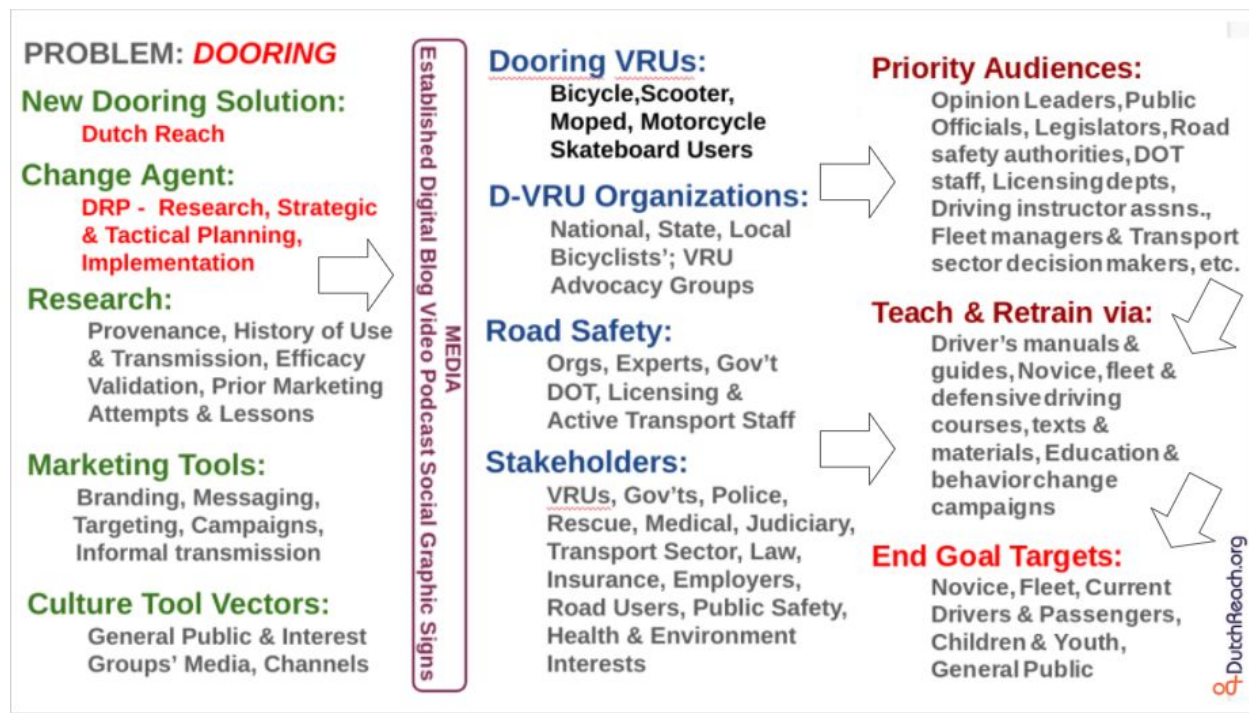 PROBLEM: DOORING
New Dooring Solution:
Dutch Reach
Change Agent:
DRP - Research, Strategic
& Tactical Planning,
Implementation
Research:
Provenance, History of Use
& Transmission, Efficacy
Validation, Prior Marketing
Attempts & Lessons
Marketing Tools:
Branding, Messaging,
Targeting, Campaigns,
Informal transmission
Culture Tool Vectors:
General Public & Interest
Groups' Media, Channels
MEDIA
Established Digital Blog Video Podcast Social Graphic Signs
Dooring VRUs:
Bicycle,Scooter,
Moped, Motorcycle
Skateboard Users
D-VRU Organizations:
National, State, Local
Bicyclists'; VRU
Advocacy Groups
Road Safety:
Orgs, Experts, Gov't
DOT, Licensing &
Active Transport Staff
Stakeholders:
VRUs, Gov'ts, Police,
Rescue, Medical, Judiciary,
Transport Sector, Law,
Insurance, Employers,
Road Users, Public Safety,
Health & Environment
Interests
Priority Audiences:
Opinion Leaders, Public
Officials, Legislators, Road
safety authorities, DOT
staff, Licensing depts,
Driving instructor assns.,
Fleet managers & Transport
sector decision makers, etc.
Teach & Retrain via:
Driver's manuals &
guides, Novice, fleet &
defensive driving
courses, texts &
materials, Education &
behavior change
campaigns
End Goal Targets:
Novice, Fleet, Current
Drivers & Passengers,
Children & Youth,
General Public
DutchReach.org